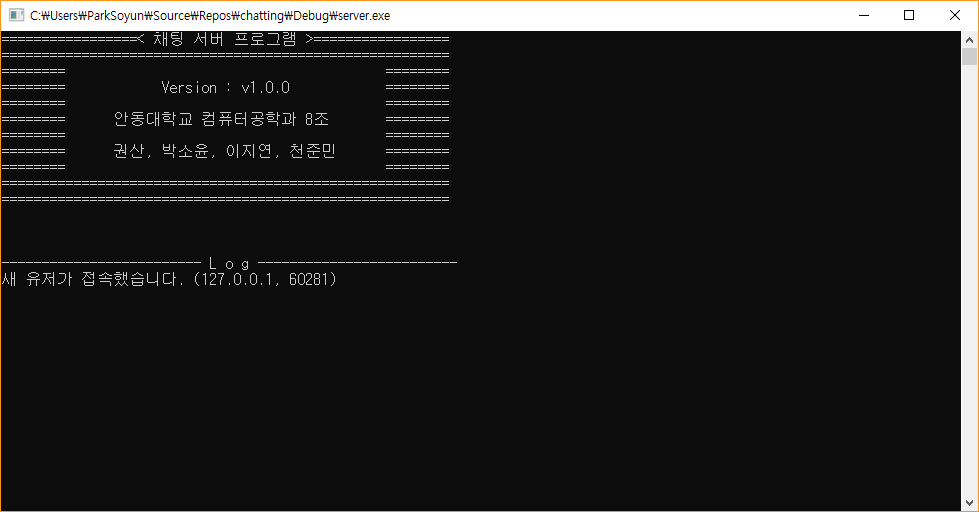 C:₩Users₩ParkSoyun₩Source₩Repos₩chatting₩Debug₩server.exe
=================< 채팅 서버 프로그램 >=================
========================================================
========                                        ========
========            Version : v1.0.0            ========
========                                        ========
========      안동대학교 컴퓨터공학과 8조       ========
========                                        ========
========      권산, 박소윤, 이지연, 천준민      ========
========                                        ========
========================================================
========================================================
------------------------- L o g -------------------------
새 유저가 접속했습니다. (127.0.0.1, 60281)